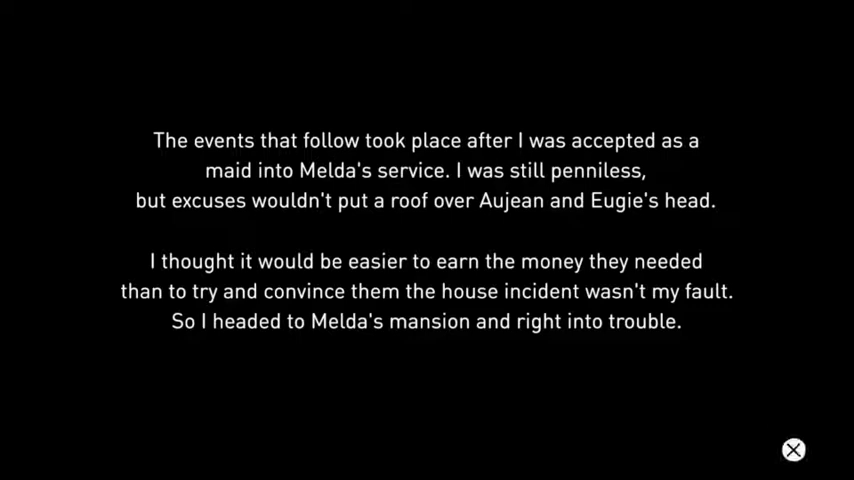 The events that follow took place after I was accepted as a
maid into Melda's service. I was still penniless,
but excuses wouldn't put a roof over Aujean and Eugie's head.
I thought it would be easier to earn the money they needed
than to try and convince them the house incident wasn't my fault.
So I headed to Melda's mansion and right into trouble.